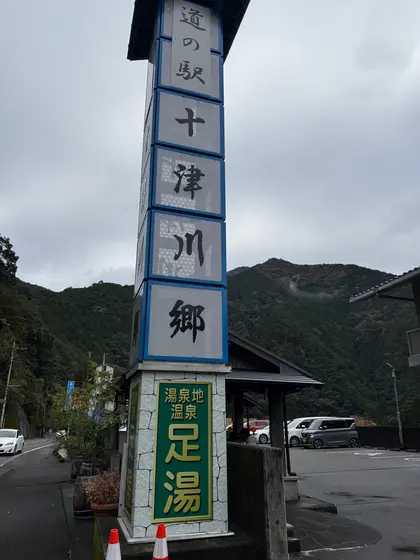 道の駅
十津川郷
湯泉地
温泉
足湯